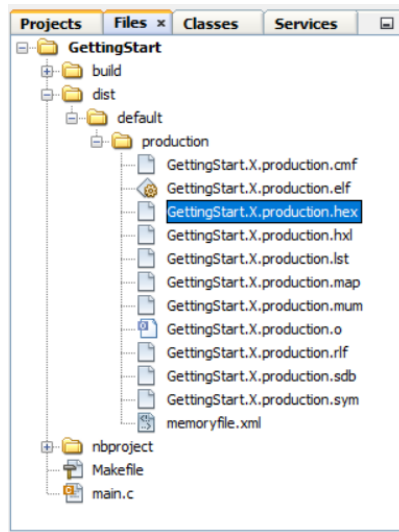 Projects Files × Classes Services
GettingStart
build
dist
default
production
GettingStart.X.production.cmf
GettingStart.X.production.elf
GettingStart.X.production.hex
GettingStart.X.production.hxl
GettingStart.X.production.lst
GettingStart.X.production.map
GettingStart.X.production.mum
GettingStart.X.production.o
GettingStart.X.production.rlf
GettingStart.X.production.sdb
GettingStart.X.production.sym
memoryfile.xml
nbproject
Makefile
main.c